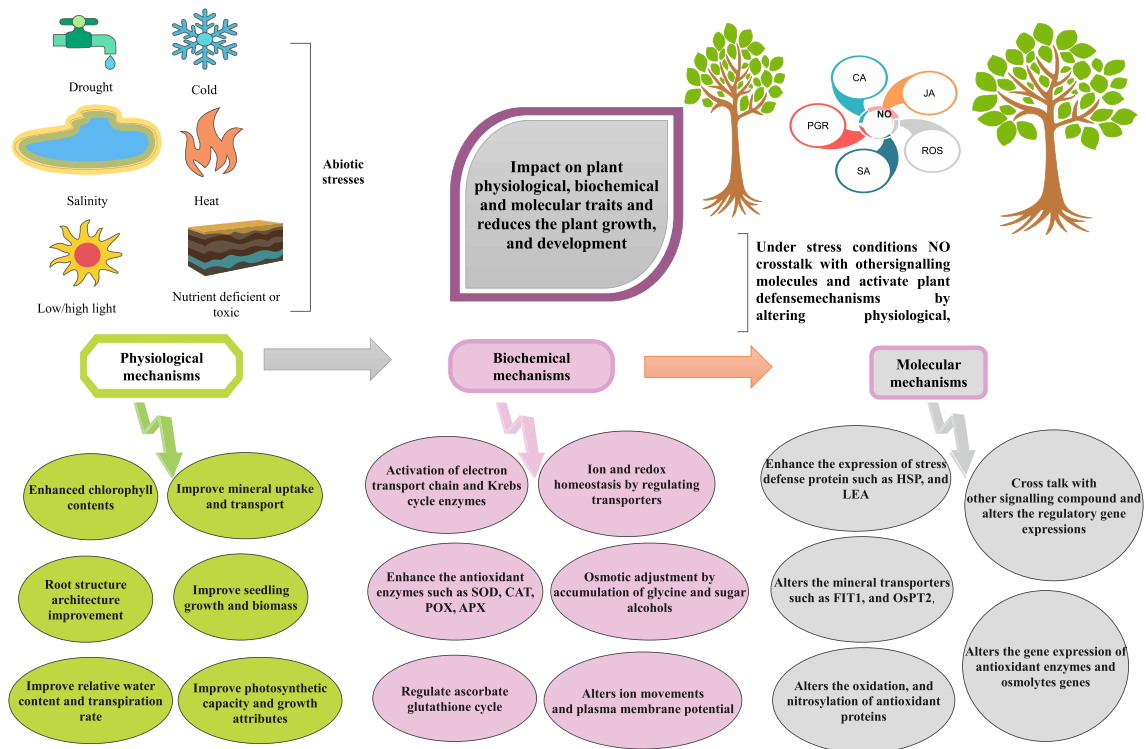 Drought
Cold
Salinity
Heat
Low/high light
Nutrient deficient or
toxic
Abiotic
stresses
Impact on plant
physiological, biochemical
and molecular traits and
reduces the plant growth,
and development
CA
JA
NO
PGR
ROS
SA
Under stress conditions NO
crosstalk with othersignalling
molecules and activate plant
defensemechanisms by
altering physiological,
Physiological
mechanisms
Biochemical
mechanisms
Molecular
mechanisms
Enhanced chlorophyll
contents
Improve mineral uptake
and transport
Root structure
architecture
improvement
Improve seedling
growth and biomass
Improve relative water
content and transpiration
rate
Improve photosynthetic
capacity and growth
attributes
Activation of electron
transport chain and Krebs
cycle enzymes
Ion and redox
homeostasis by regulating
transporters
Enhance the antioxidant
enzymes such as SOD, CAT,
POX, APX
Osmotic adjustment by
accumulation of glycine and sugar
alcohols
Regulate ascorbate
glutathione cycle
Alters ion movements
and plasma membrane potential
Enhance the expression of stress
defense protein such as HSP, and
LEA
Cross talk with
other signalling compound and
alters the regulatory gene
expressions
Alters the mineral transporters
such as FIT1, and OsPT2,
Alters the gene expression of
antioxidant enzymes and
osmolytes genes
Alters the oxidation, and
nitrosylation of antioxidant
proteins